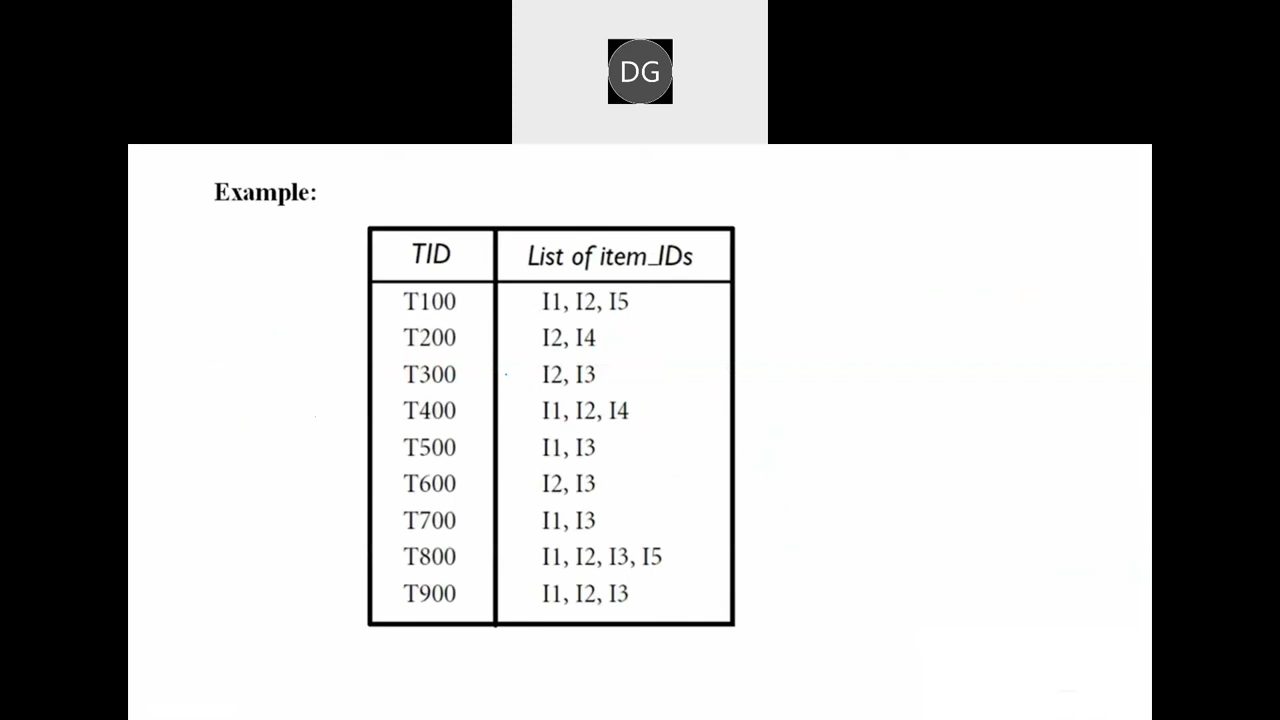 DG
Example:
TID List of item_IDs
T100 I1, I2, I5
T200 I2, I4
T300 I2, I3
T400 I1, I2, I4
T500 I1, I3
T600 I2, I3
T700 I1, I3
T800 I1, I2, I3, I5
T900 I1, I2, I3